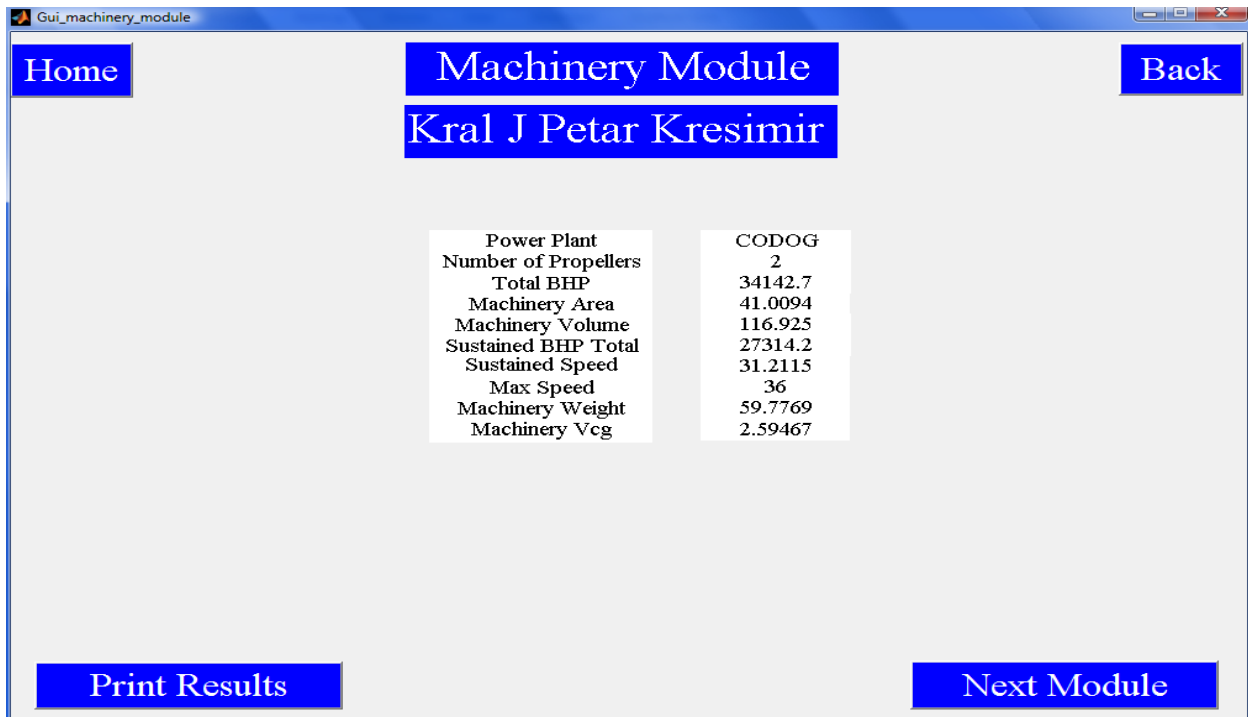 Gui_machinery_module
Home
Machinery Module
Back
Kral J Petar Kresimir
Power Plant CODOG
Number of Propellers 2
Total BHP 34142.7
Machinery Area 41.0094
Machinery Volume 116.925
Sustained BHP Total 27314.2
Sustained Speed 31.2115
Max Speed 36
Machinery Weight 59.7769
Machinery Vcg 2.59467
Print Results
Next Module